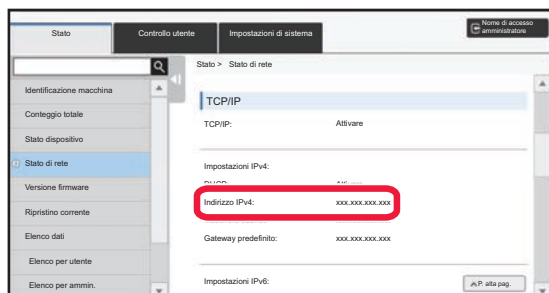 Stato
Controllo utente
Impostazioni di sistema
Nome di accesso
amministratore
Stato > Stato di rete
Identificazione macchina
Conteggio totale
Stato dispositivo
Stato di rete
Versione firmware
Ripristino corrente
Elenco dati
Elenco per utente
Elenco per ammin.
TCP/IP
TCP/IP: Attivare
Impostazioni IPv4:
DHCP: Attivare
Indirizzo IPv4: xxx.xxx.xxx.xxx
Gateway predefinito: xxx.xxx.xxx.xxx
Impostazioni IPv6:
P. alta pag.